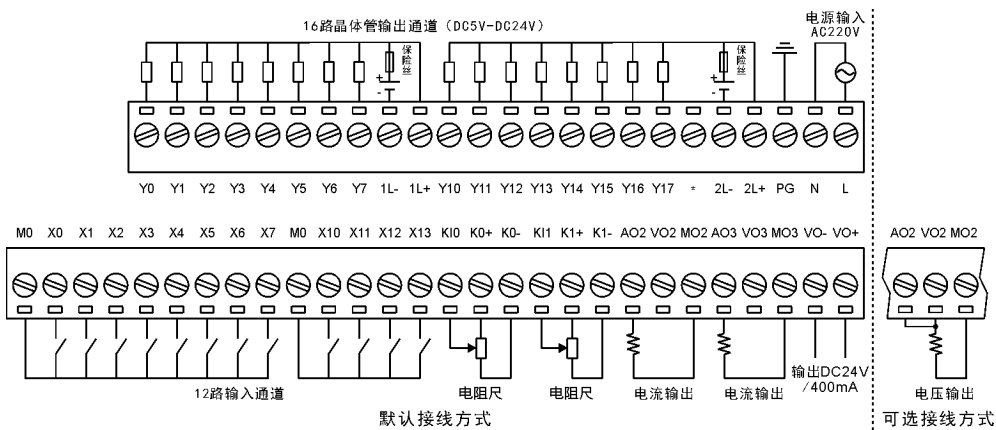 16路晶体管输出通道（DC5V-DC24V）
电源输入
AC220V
保险丝
+
-
保险丝
+
-
Y0 Y1 Y2 Y3 Y4 Y5 Y6 Y7 1L- 1L+ Y10 Y11 Y12 Y13 Y14 Y15 Y16 Y17 * 2L- 2L+ PG N L
M0 X0 X1 X2 X3 X4 X5 X6 X7 M0 X10 X11 X12 X13 KI0 K0+ K0- KI1 K1+ K1- AO2 VO2 MO2 AO3 VO3 MO3 VO- VO+
AO2 VO2 MO2
12路输入通道
电阻尺
电阻尺
电流输出
电流输出
输出DC24V
/400mA
电压输出
默认接线方式
可选接线方式